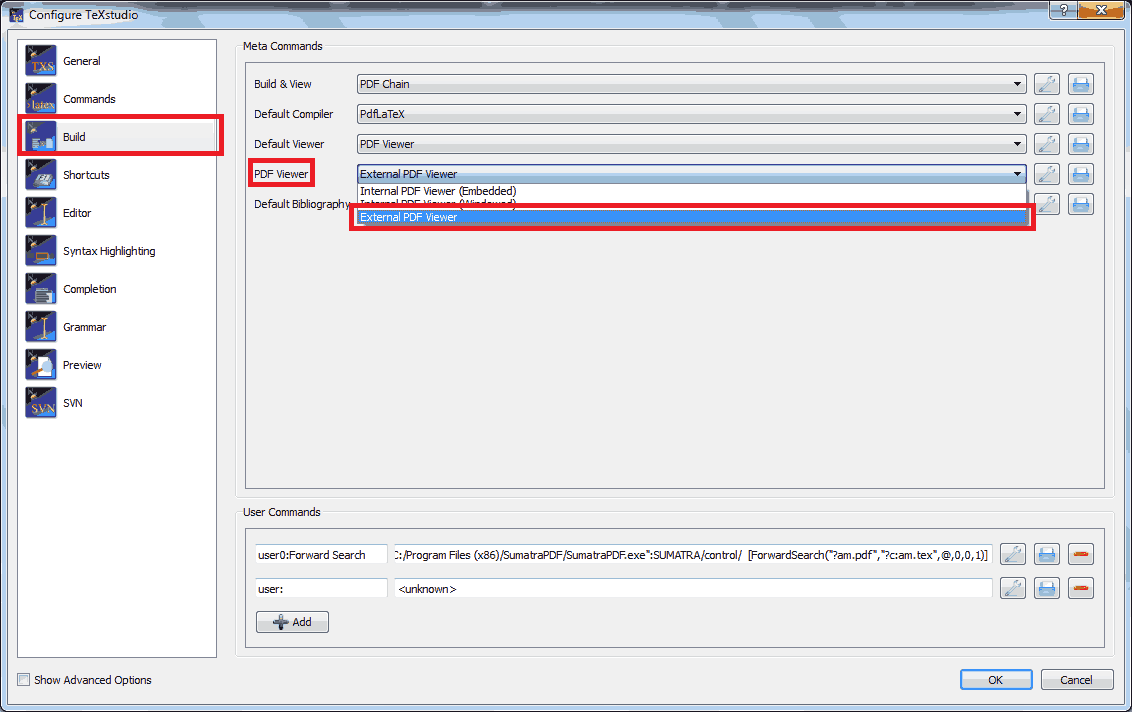 Configure TeXstudio
General
Commands
Build
Shortcuts
Editor
Syntax Highlighting
Completion
Grammar
Preview
SVN
Meta Commands
Build & View PDF Chain
Default Compiler PdfLaTeX
Default Viewer PDF Viewer
PDF Viewer External PDF Viewer
Internal PDF Viewer (Embedded)
Default Bibliography Internal PDF Viewer (Windowed)
External PDF Viewer
User Commands
user0:Forward Search C:/Program Files (x86)/SumatraPDF/SumatraPDF.exe":SUMATRA/control/ [ForwardSearch("?am.pdf","?c:am.tex",@,0,0,1)]
user: <unknown>
Add
Show Advanced Options
OK Cancel